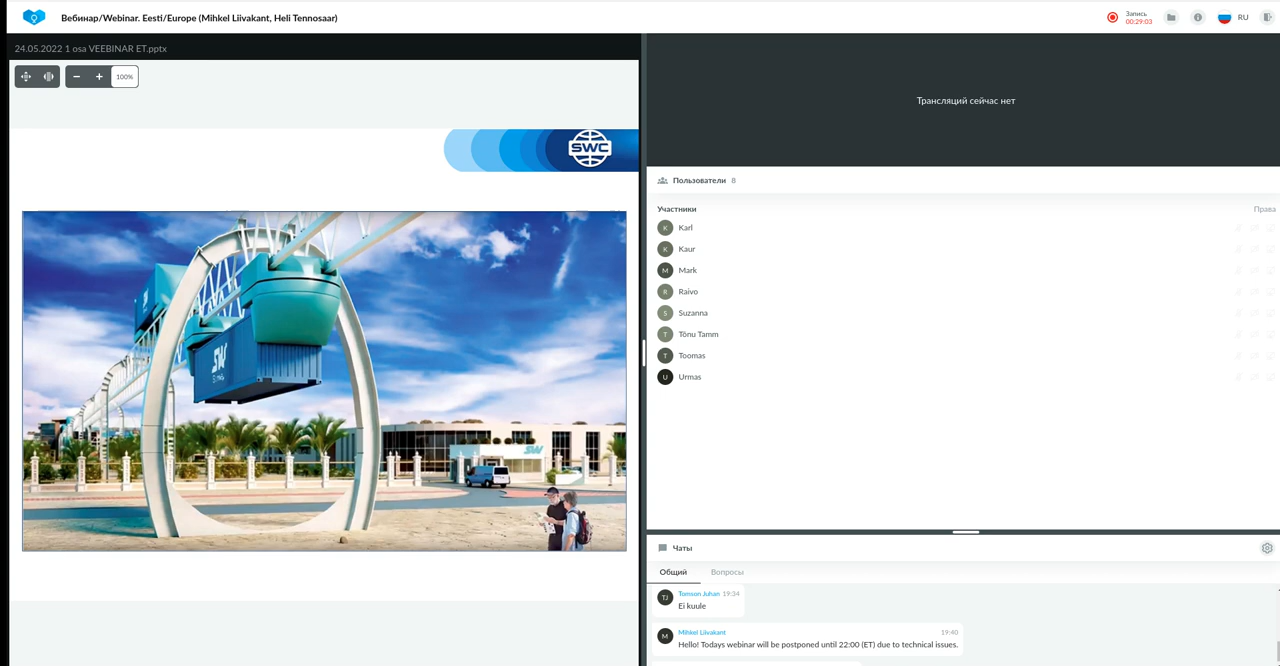 Вебинар/Webinar. Eesti/Europe (Mihkel Liivakant, Heli Tennosaar)
Запись
00:29:03
RU
24.05.2022 1 osa VEEBINAR ET.pptx
100%
SWC
SW
SW
Трансляций сейчас нет
Пользователи 8
Участники
Права
K Karl
K Kaur
M Mark
R Raivo
S Suzanna
T Tõnu Tamm
T Toomas
U Urmas
Чаты
Общий
Вопросы
TJ
Tomson Juhan 19:34
Ei kuule
M
Mihkel Liivakant 19:40
Hello! Todays webinar will be postponed until 22:00 (ET) due to technical issues.